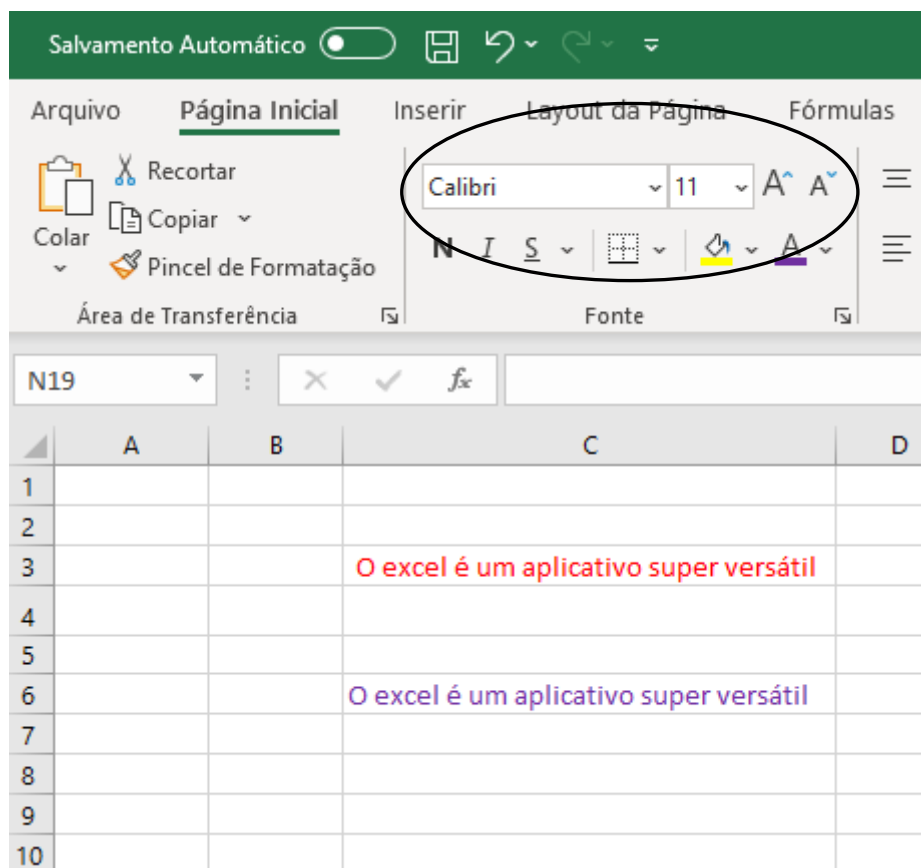 Salvamento Automático
Arquivo Página Inicial Inserir Layout da Página Fórmulas
Recortar
Copiar
Colar
Pincel de Formatação
Calibri 11 A A
N I S A
Área de Transferência Fonte
N19 fx
A B C D
1
2
3 O excel é um aplicativo super versátil
4
5
6 O excel é um aplicativo super versátil
7
8
9
10